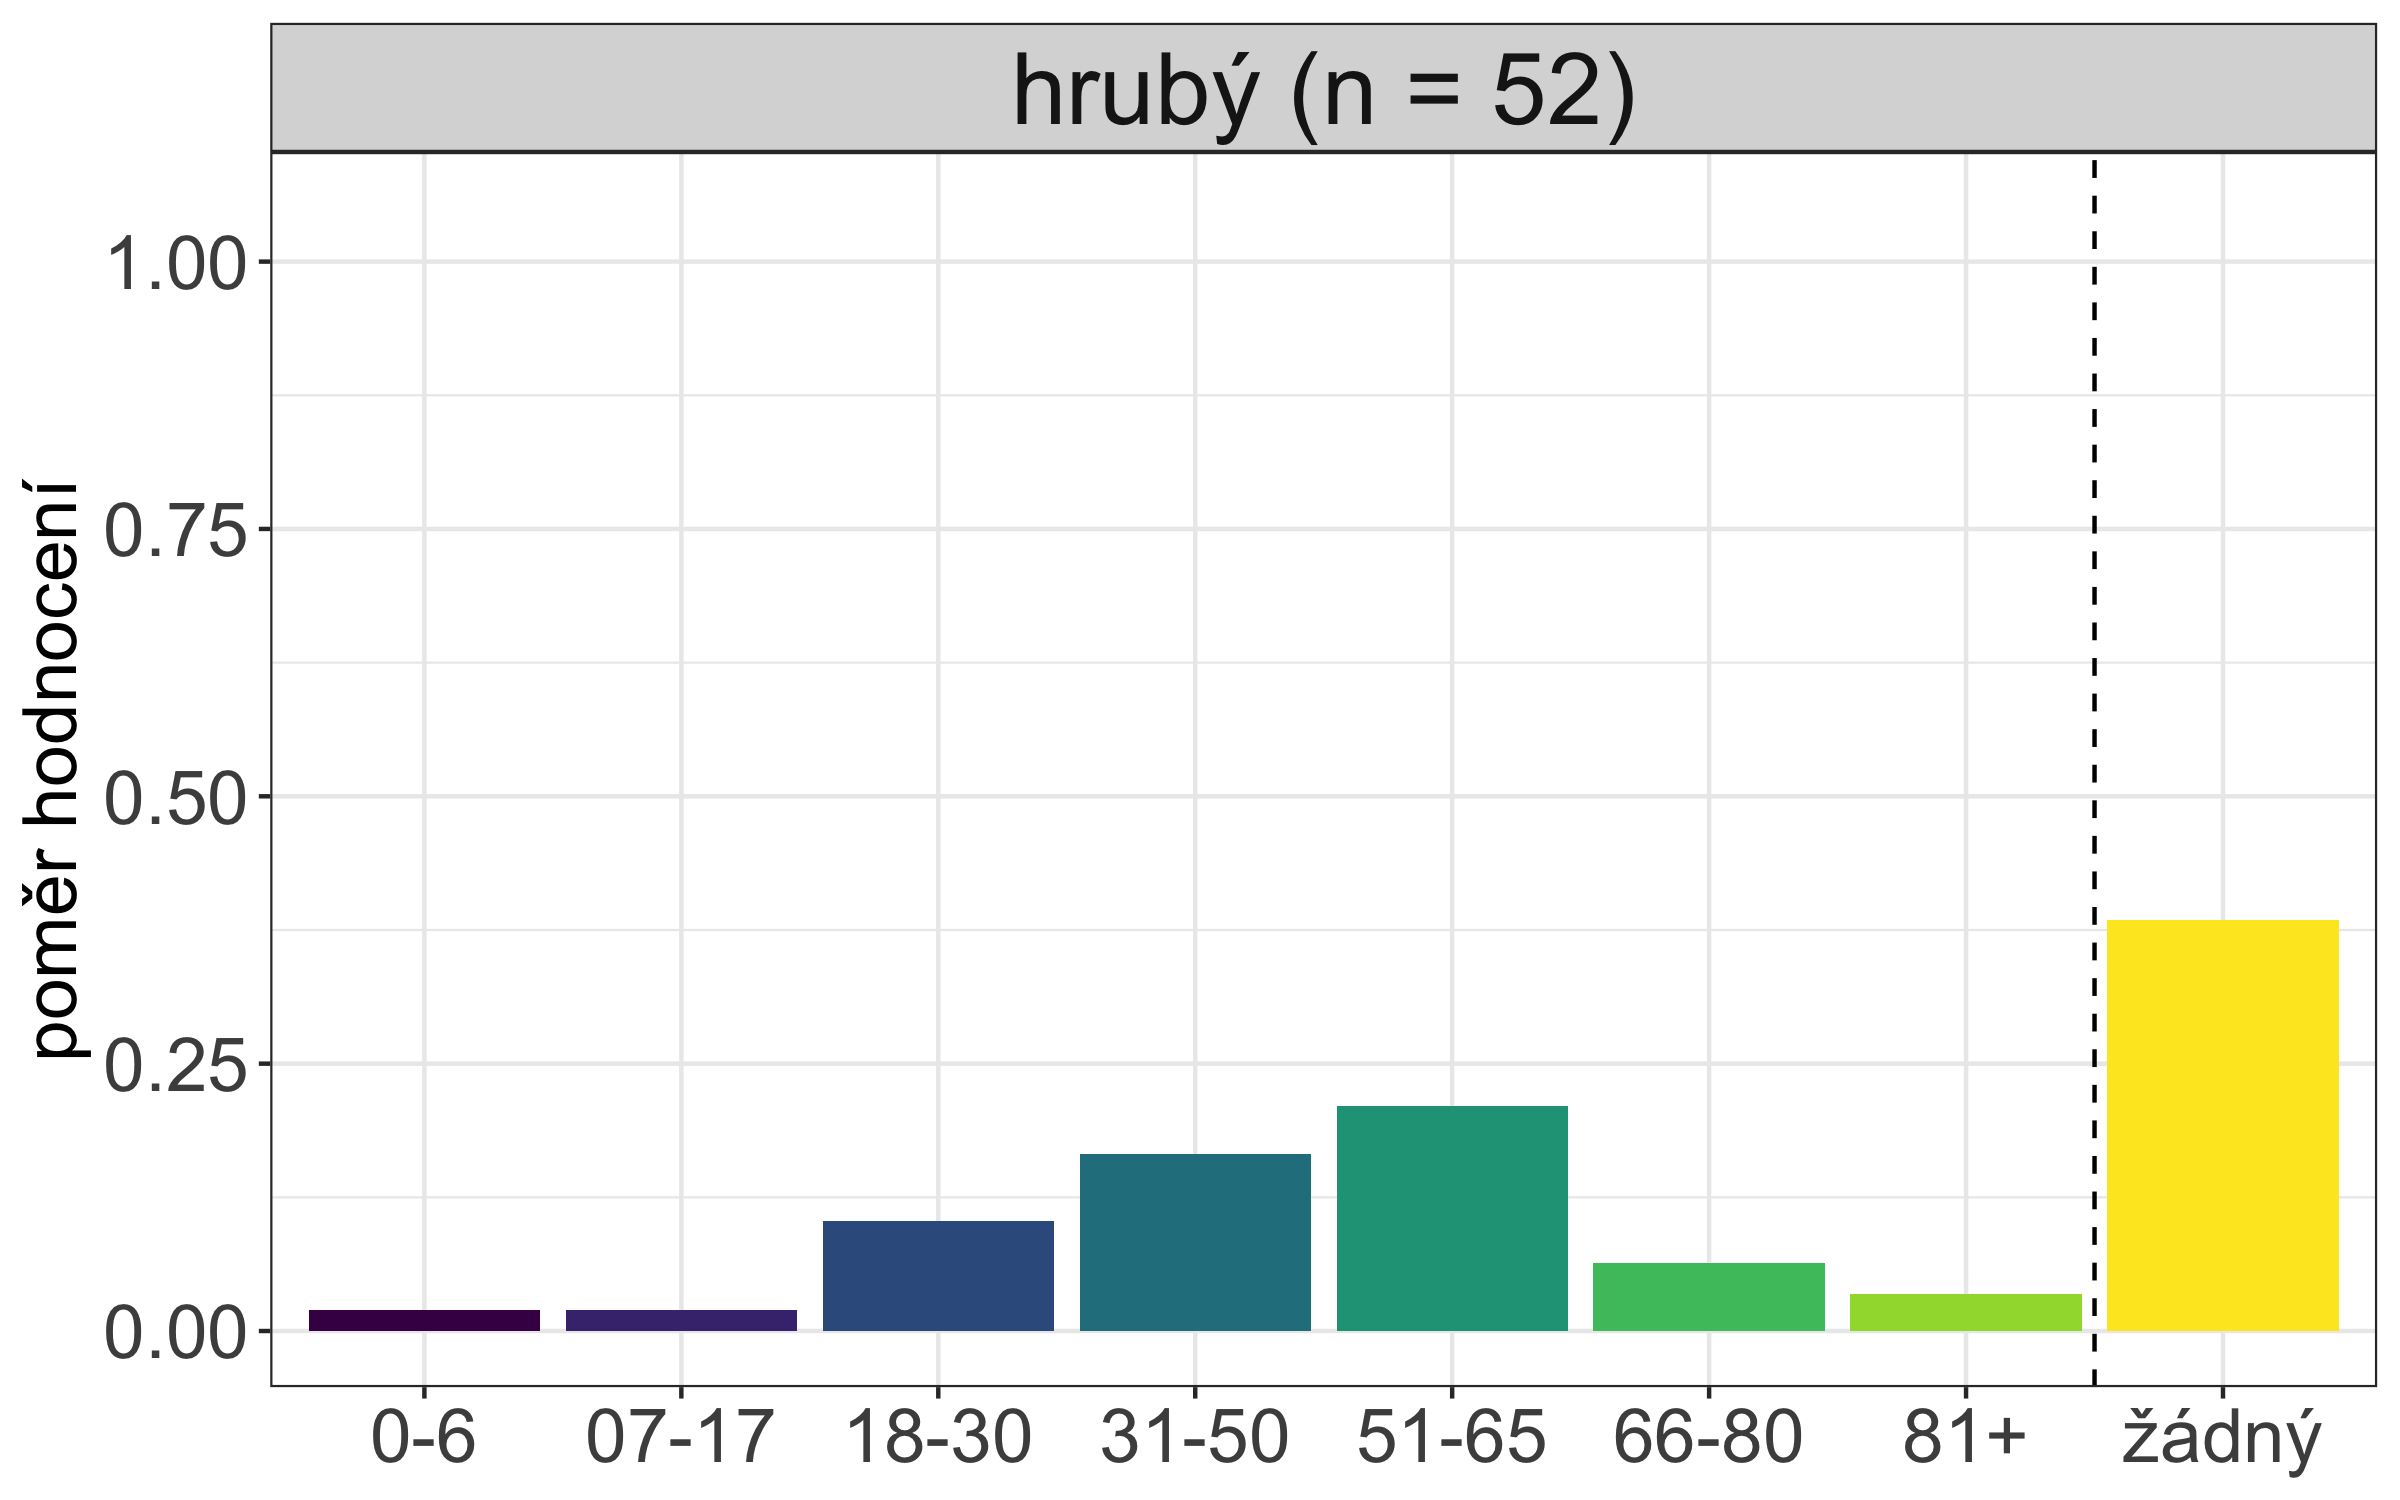 hrubý (n = 52)
poměr hodnocení
1.00
0.75
0.50
0.25
0.00
0-6 07-17 18-30 31-50 51-65 66-80 81+ žádný